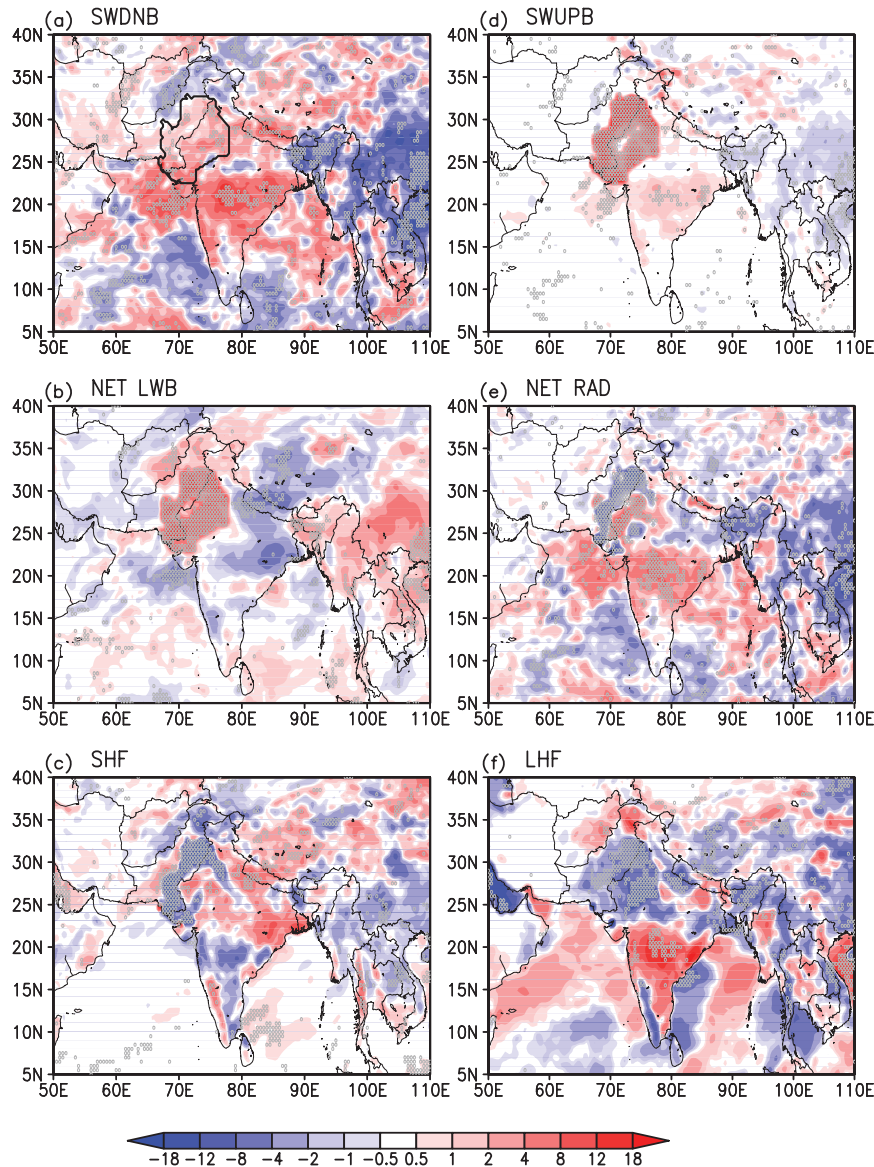 (a) SWDNB
(d) SWUPB
40N
35N
30N
25N
20N
15N
10N
5N
50E 60E 70E 80E 90E 100E 110E
40N
35N
30N
25N
20N
15N
10N
5N
50E 60E 70E 80E 90E 100E 110E
(b) NET LWB
(e) NET RAD
40N
35N
30N
25N
20N
15N
10N
5N
50E 60E 70E 80E 90E 100E 110E
40N
35N
30N
25N
20N
15N
10N
5N
50E 60E 70E 80E 90E 100E 110E
(c) SHF
(f) LHF
40N
35N
30N
25N
20N
15N
10N
5N
50E 60E 70E 80E 90E 100E 110E
40N
35N
30N
25N
20N
15N
10N
5N
50E 60E 70E 80E 90E 100E 110E
-18 -12 -8 -4 -2 -1 -0.5 0.5 1 2 4 8 12 18